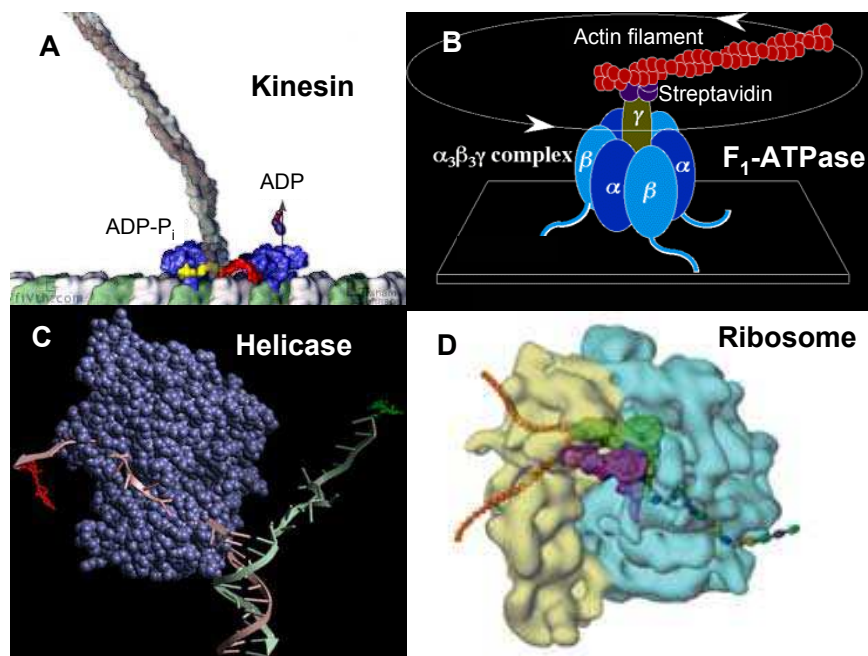 A
Kinesin
ADP
ADP-Pi
B
Actin filament
Streptavidin
γ
α3β3γ complex
F1-ATPase
β
α
α
β
C
Helicase
D
Ribosome